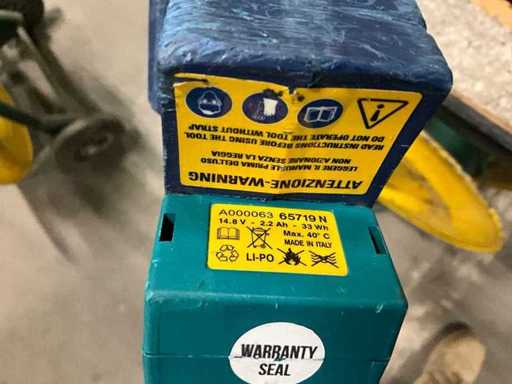 ATTENZIONE-WARNING
LEGGERE IL MANUALE PRIMA DELL'USO
NON AZIONARE SENZA LA REGGIA
READ INSTRUCTIONS BEFORE USING THE TOOL
DO NOT OPERATE THE TOOL WITHOUT STRAP
A000063 65719 N
14.8 V - 2.2 Ah - 33 Wh
Max. 40° C
MADE IN ITALY
LI-PO
WARRANTY
SEAL